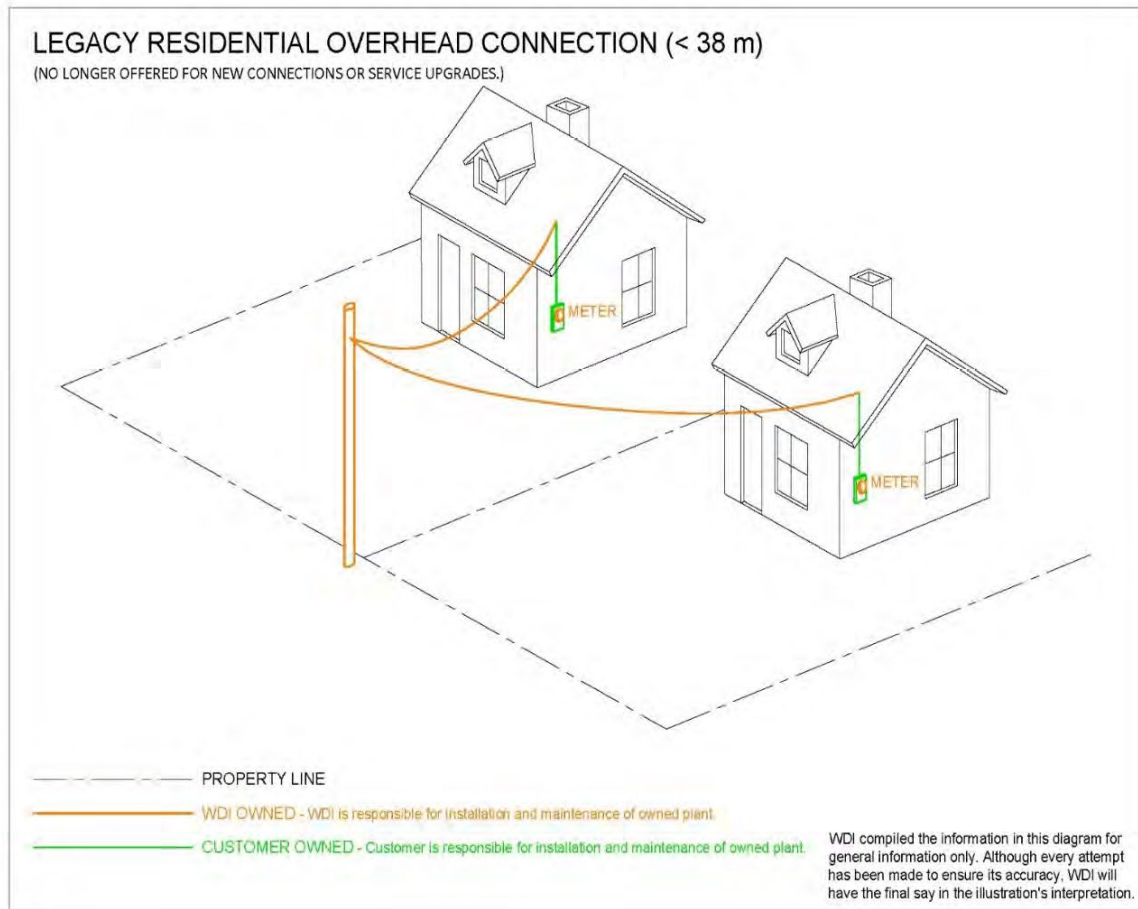 LEGACY RESIDENTIAL OVERHEAD CONNECTION (< 38 m)
(NO LONGER OFFERED FOR NEW CONNECTIONS OR SERVICE UPGRADES.)
METER
METER
PROPERTY LINE
WDI OWNED - WDI is responsible for installation and maintenance of owned plant.
CUSTOMER OWNED - Customer is responsible for installation and maintenance of owned plant.
WDI compiled the information in this diagram for
general information only. Although every attempt
has been made to ensure its accuracy, WDI will
have the final say in the illustration's interpretation.